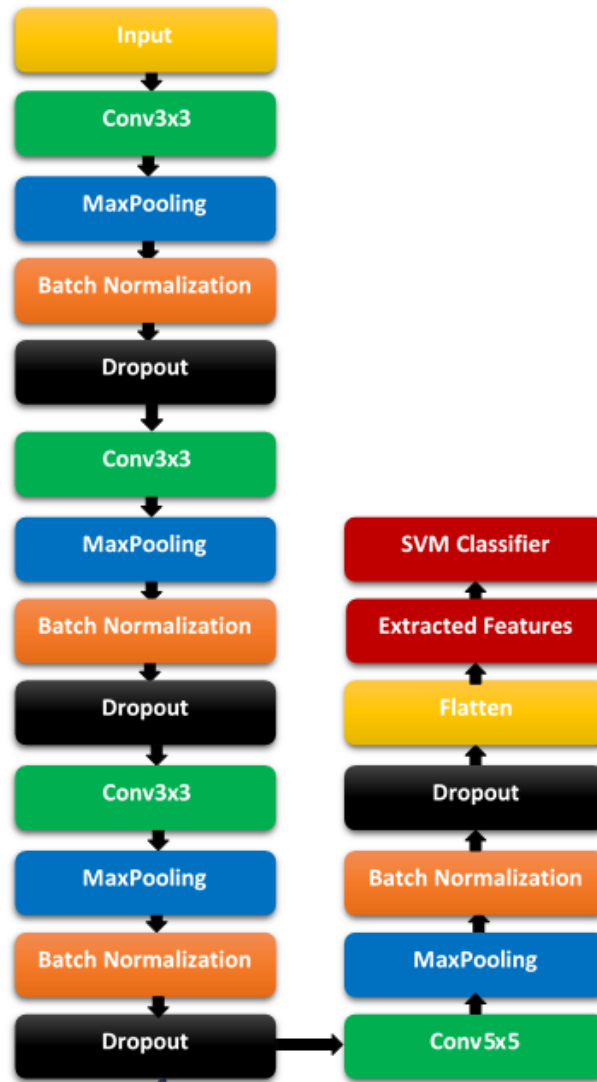 Input
Conv3x3
MaxPooling
Batch Normalization
Dropout
Conv3x3
MaxPooling
Batch Normalization
Dropout
Conv3x3
MaxPooling
Batch Normalization
Dropout
Conv5x5
MaxPooling
Batch Normalization
Dropout
Flatten
Extracted Features
SVM Classifier